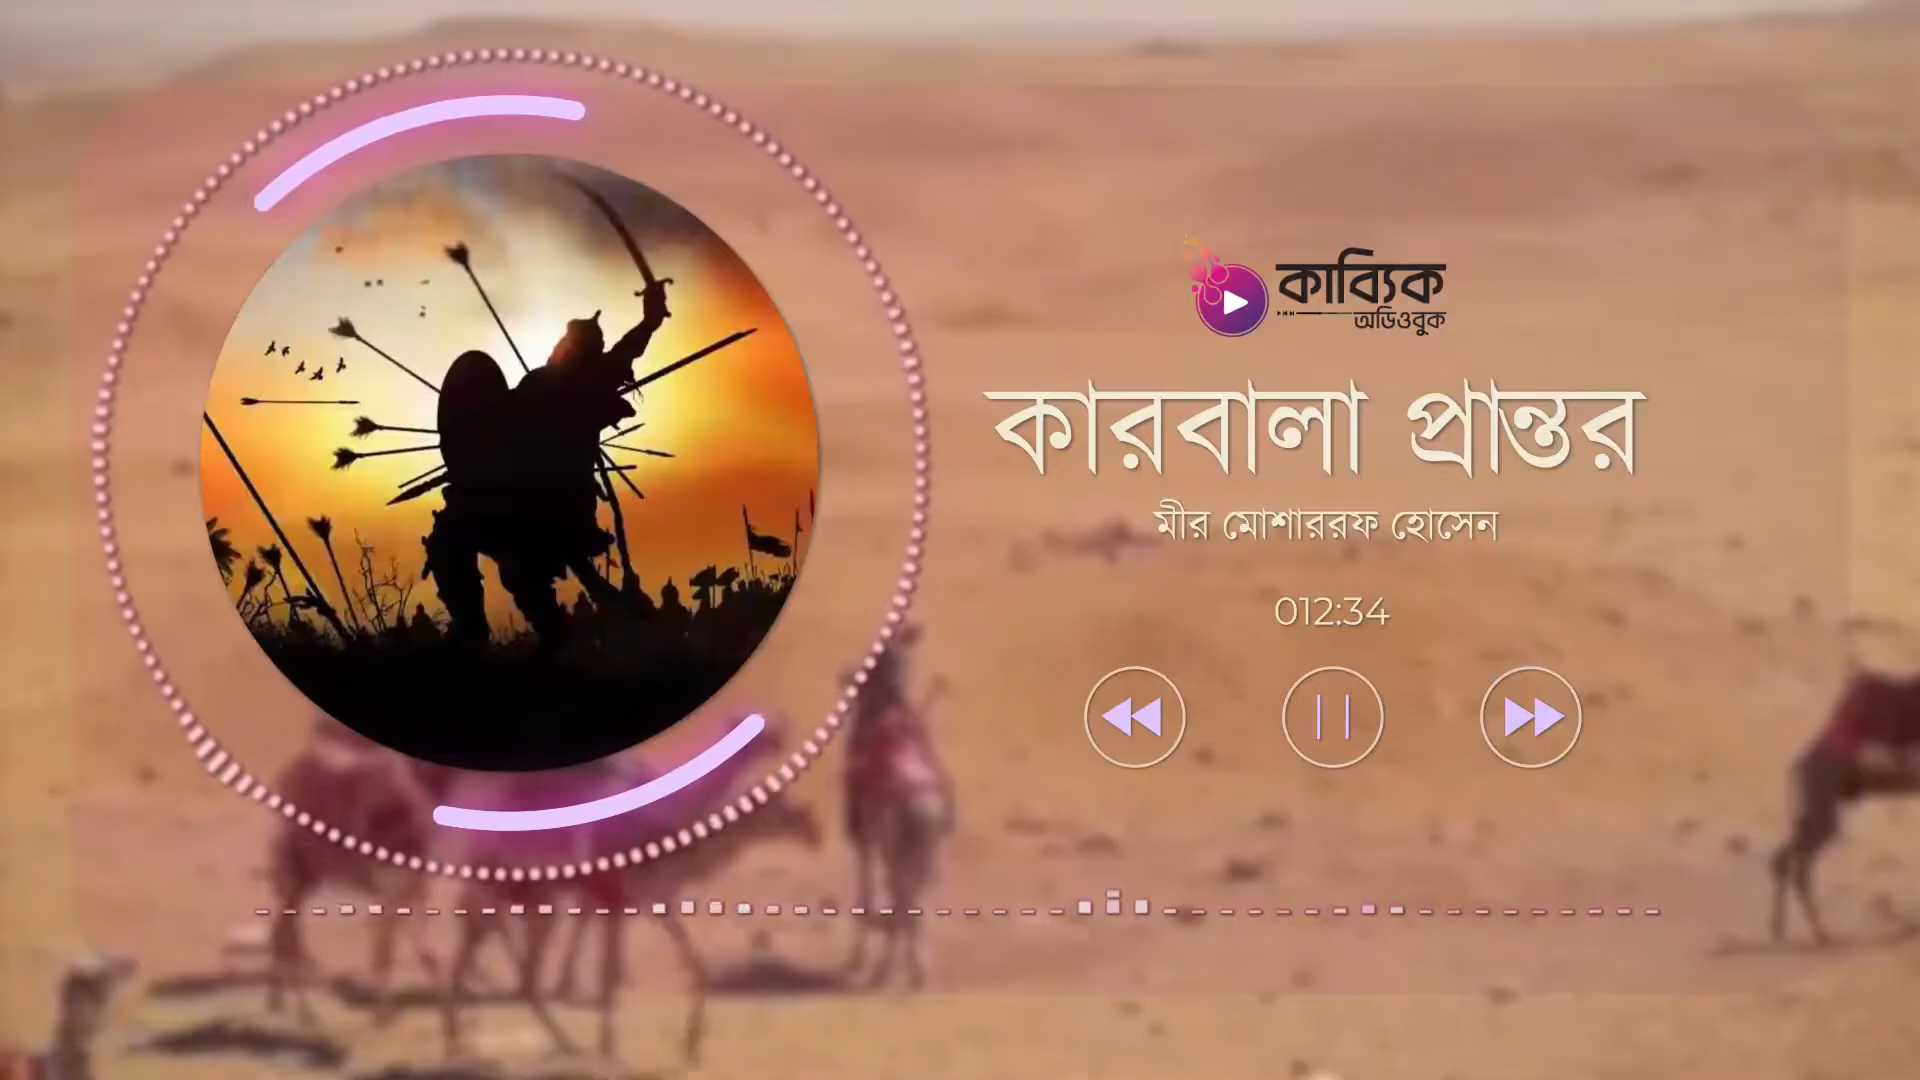 কাব্যিক
অডিওবুক
কারবালা প্রান্তর
মীর মোশাররফ হোসেন
012:34